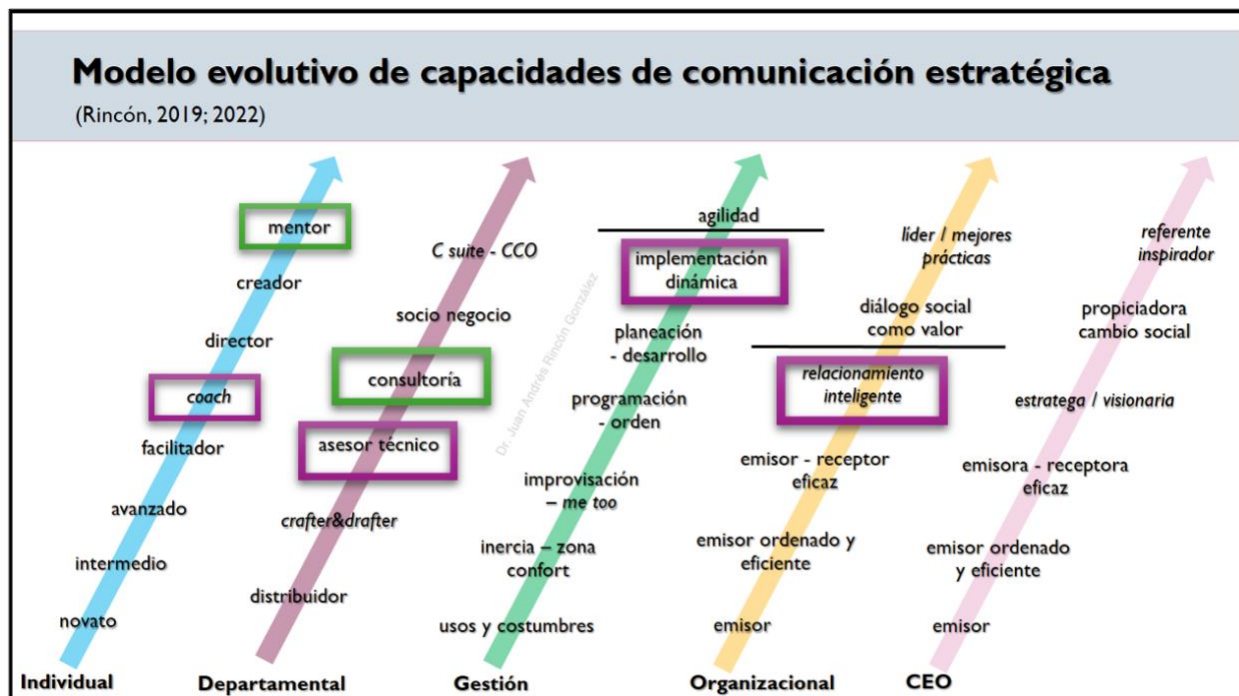 Modelo evolutivo de capacidades de comunicación estratégica
(Rincón, 2019; 2022)
mentor
creador
director
coach
facilitador
avanzado
intermedio
novato
Individual
C suite - CCO
socio negocio
consultoría
asesor técnico
crafter&drafter
distribuidor
Departamental
Dr. Juan Andrés Rincón González
agilidad
implementación
dinámica
planeación
- desarrollo
programación
- orden
improvisación
– me too
inercia – zona
confort
usos y costumbres
Gestión
líder / mejores
prácticas
diálogo social
como valor
relacionamiento
inteligente
emisor - receptor
eficaz
emisor ordenado y
eficiente
emisor
Organizacional
referente
inspirador
propiciadora
cambio social
estratega / visionaria
emisora - receptora
eficaz
emisor ordenado
y eficiente
emisor
CEO